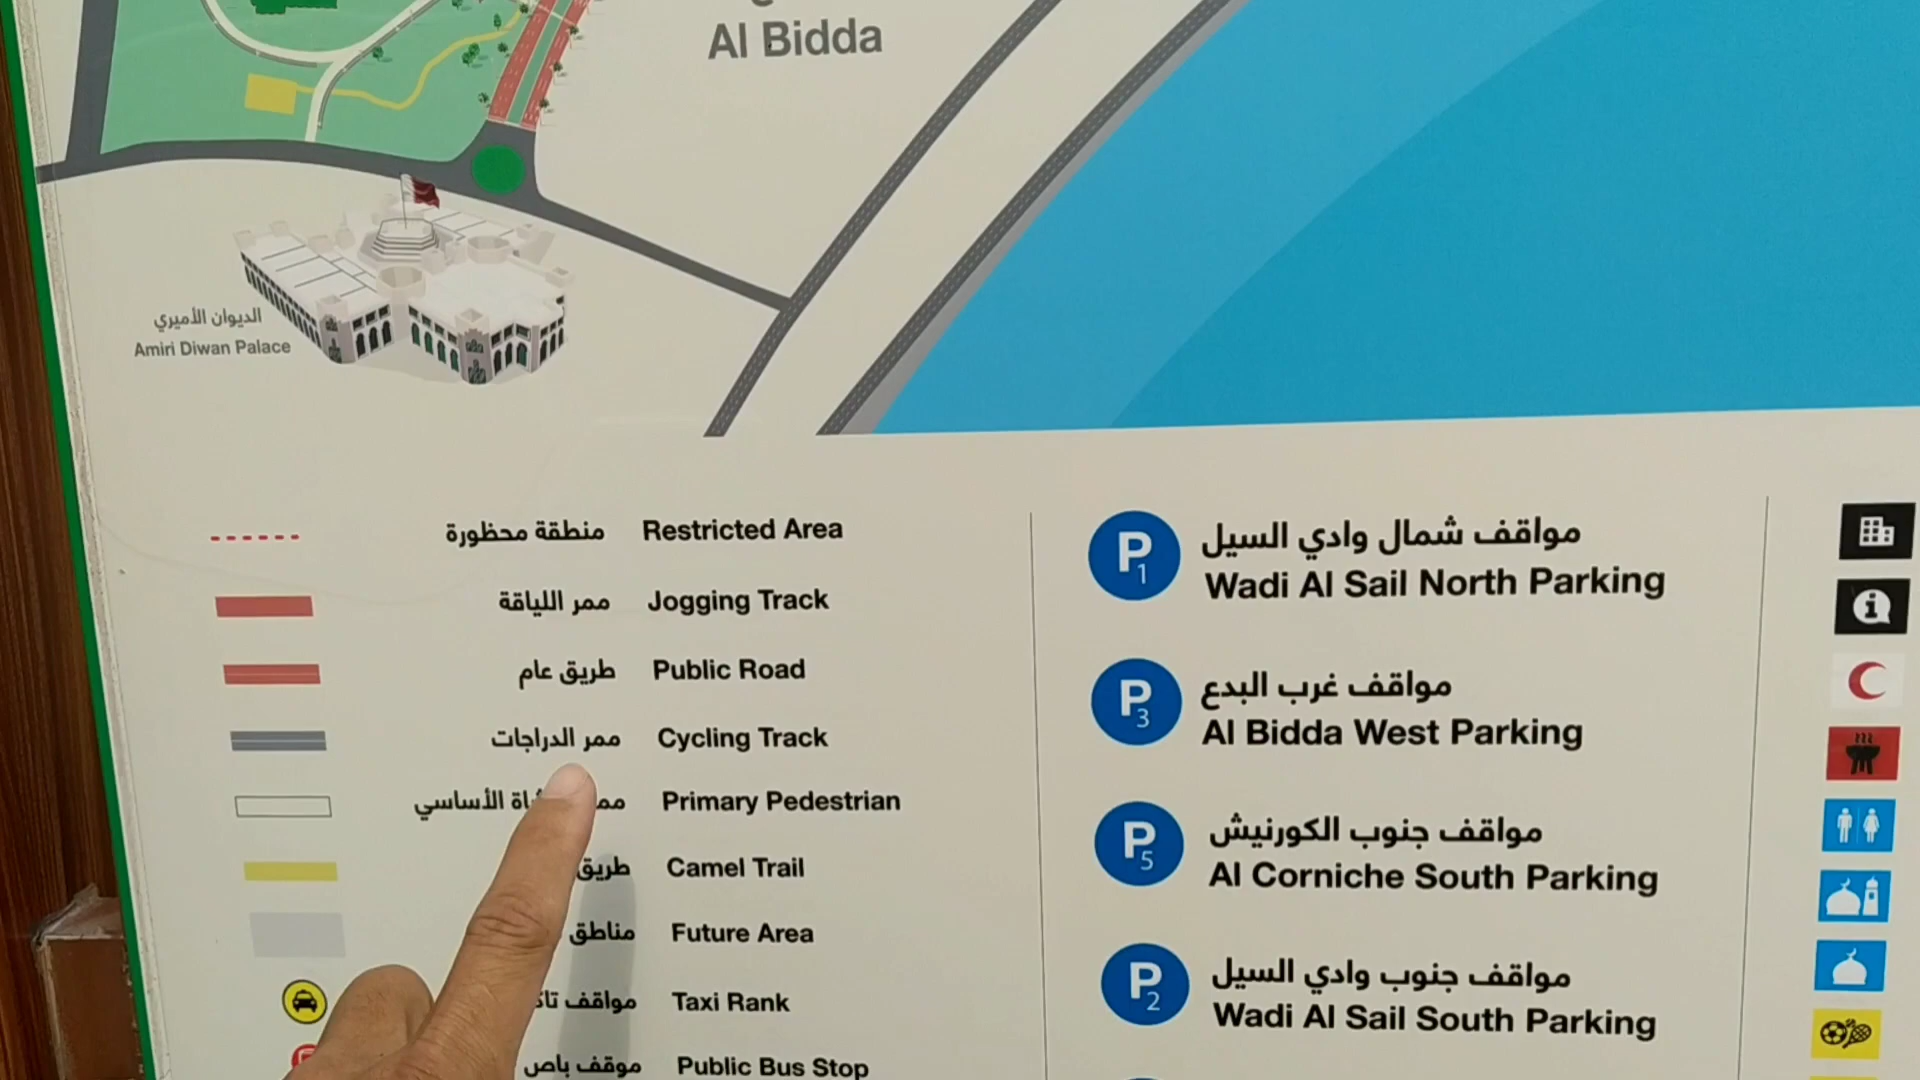 Al Bidda
الديوان الأميري
Amiri Diwan Palace
منطقة محظورة Restricted Area
ممر اللياقة Jogging Track
طريق عام Public Road
ممر الدراجات Cycling Track
الأساسي Primary Pedestrian
طريق Camel Trail
مناطق Future Area
مواقف Taxi Rank
موقف باص Public Bus Stop
P1
مواقف شمال وادي السيل
Wadi Al Sail North Parking
P3
مواقف غرب البدع
Al Bidda West Parking
P5
مواقف جنوب الكورنيش
Al Corniche South Parking
P2
مواقف جنوب وادي السيل
Wadi Al Sail South Parking